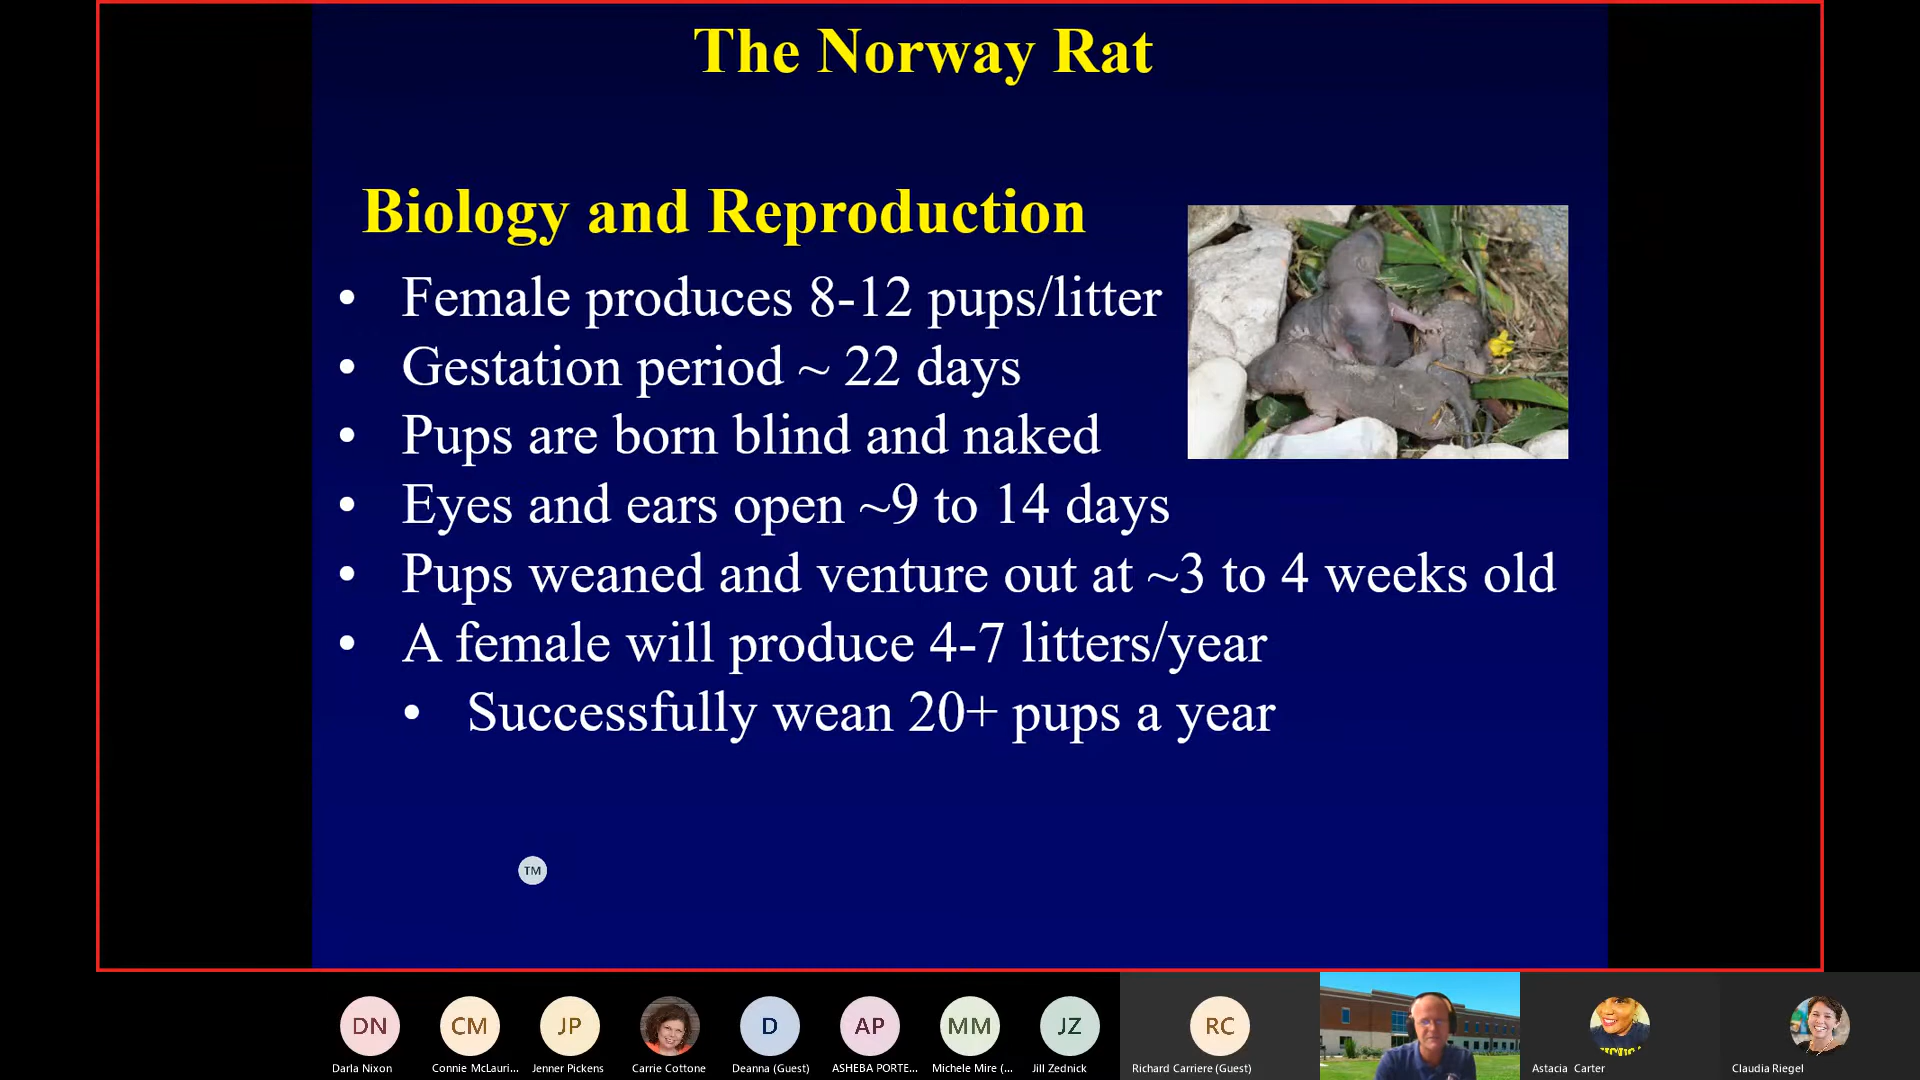 The Norway Rat
Biology and Reproduction
• Female produces 8-12 pups/litter
• Gestation period ~ 22 days
• Pups are born blind and naked
• Eyes and ears open ~9 to 14 days
• Pups weaned and venture out at ~3 to 4 weeks old
• A female will produce 4-7 litters/year
• Successfully wean 20+ pups a year
TM
DN
CM
JP
D
AP
MM
JZ
RC
Darla Nixon
Connie McLauri...
Jenner Pickens
Carrie Cottone
Deanna (Guest)
ASHEBA PORTE...
Michele Mire (...
Jill Zednick
Richard Carriere (Guest)
Astacia Carter
Claudia Riegel